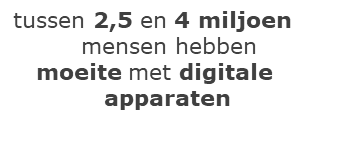 tussen 2,5 en 4 miljoen
mensen hebben
moeite met digitale
apparaten